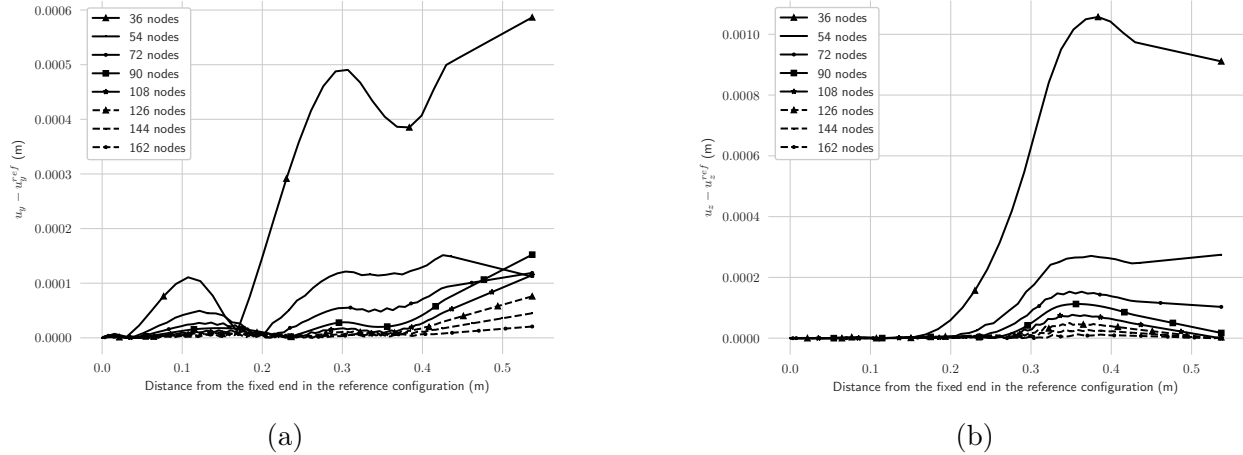 0.0006
0.0005
0.0004
0.0003
0.0002
0.0001
0.0000
u_y − u_y^{ref} (m)
36 nodes
54 nodes
72 nodes
90 nodes
108 nodes
126 nodes
144 nodes
162 nodes
0.0 0.1 0.2 0.3 0.4 0.5
Distance from the fixed end in the reference configuration (m)
(a)
0.0010
0.0008
0.0006
0.0004
0.0002
0.0000
u_z − u_z^{ref} (m)
36 nodes
54 nodes
72 nodes
90 nodes
108 nodes
126 nodes
144 nodes
162 nodes
0.0 0.1 0.2 0.3 0.4 0.5
Distance from the fixed end in the reference configuration (m)
(b)